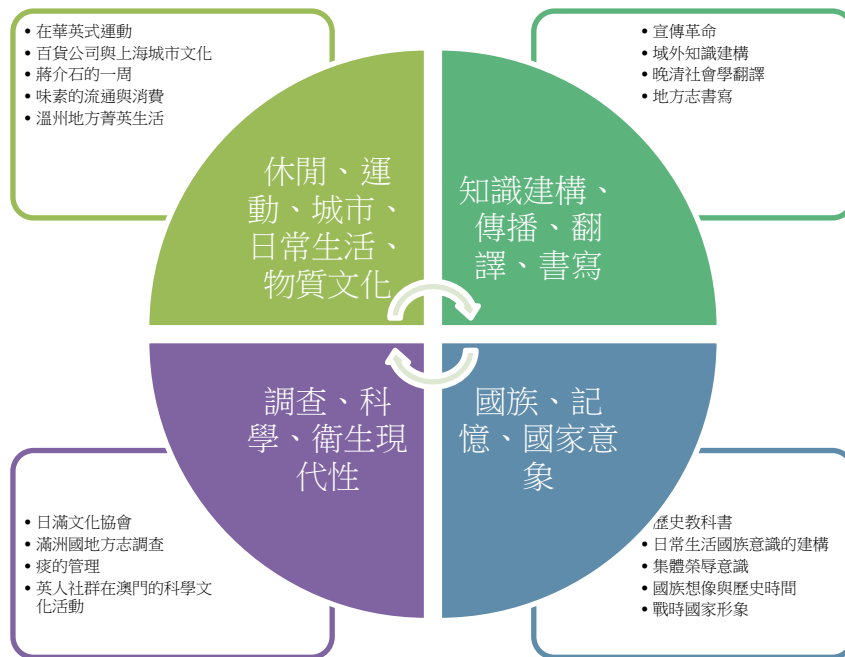 • 在華英式運動
• 百貨公司與上海城市文化
• 蔣介石的一周
• 味素的流通與消費
• 溫州地方菁英生活
• 宣傳革命
• 域外知識建構
• 晚清社會學翻譯
• 地方志書寫
休閒、運
動、城市、
日常生活、
物質文化
知識建構、
傳播、翻
譯、書寫
調查、科
學、衛生現
代性
國族、記
憶、國家意
象
• 日滿文化協會
• 滿洲國地方志調查
• 痰的管理
• 英人社群在澳門的科學文
化活動
歷史教科書
• 日常生活國族意識的建構
• 集體榮辱意識
• 國族想像與歷史時間
• 戰時國家形象